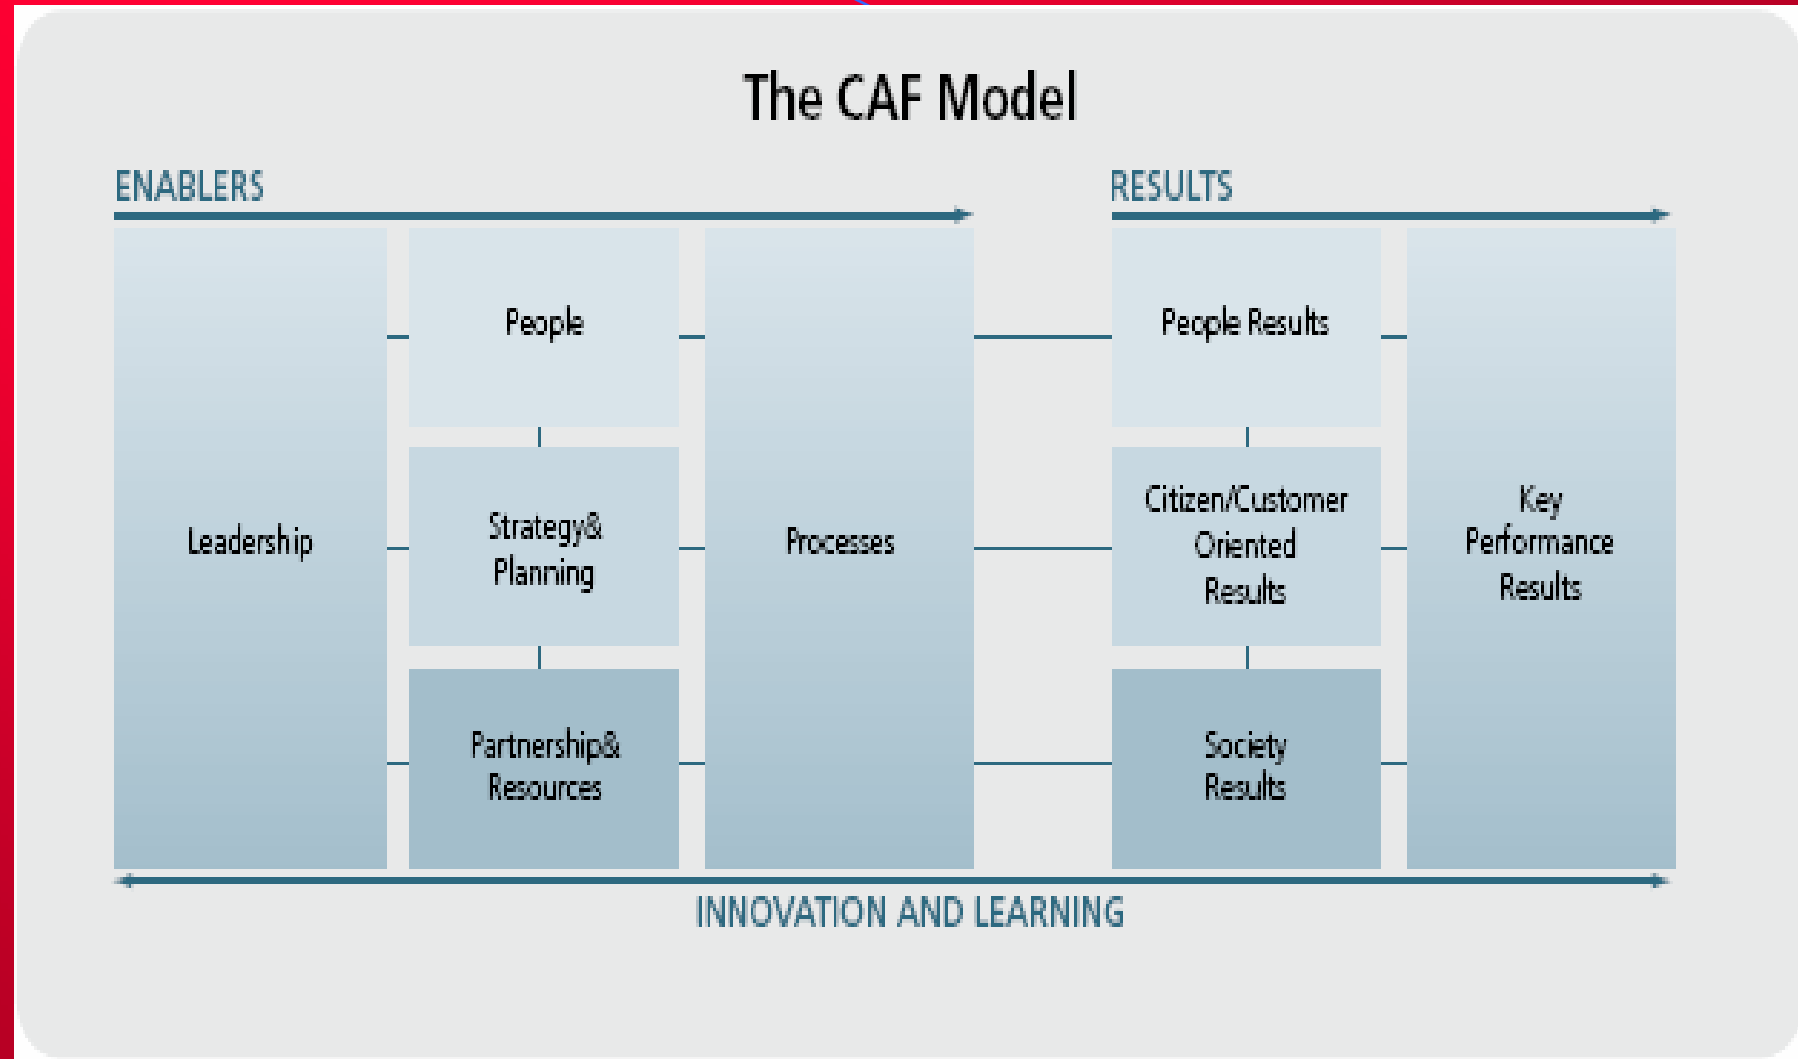 The CAF Model
ENABLERS
RESULTS
Leadership
People
Strategy&
Planning
Partnership&
Resources
Processes
People Results
Citizen/Customer
Oriented
Results
Society
Results
Key
Performance
Results
INNOVATION AND LEARNING